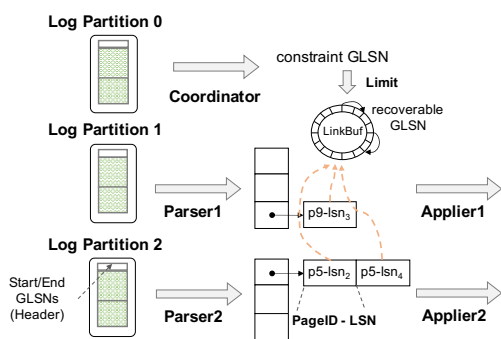 Log Partition 0
Coordinator
constraint GLSN
Limit
recoverable
GLSN
LinkBuf
Log Partition 1
Parser1
p9-lsn3
Applier1
Log Partition 2
Start/End
GLSNs
(Header)
Parser2
p5-lsn2
p5-lsn4
PageID - LSN
Applier2